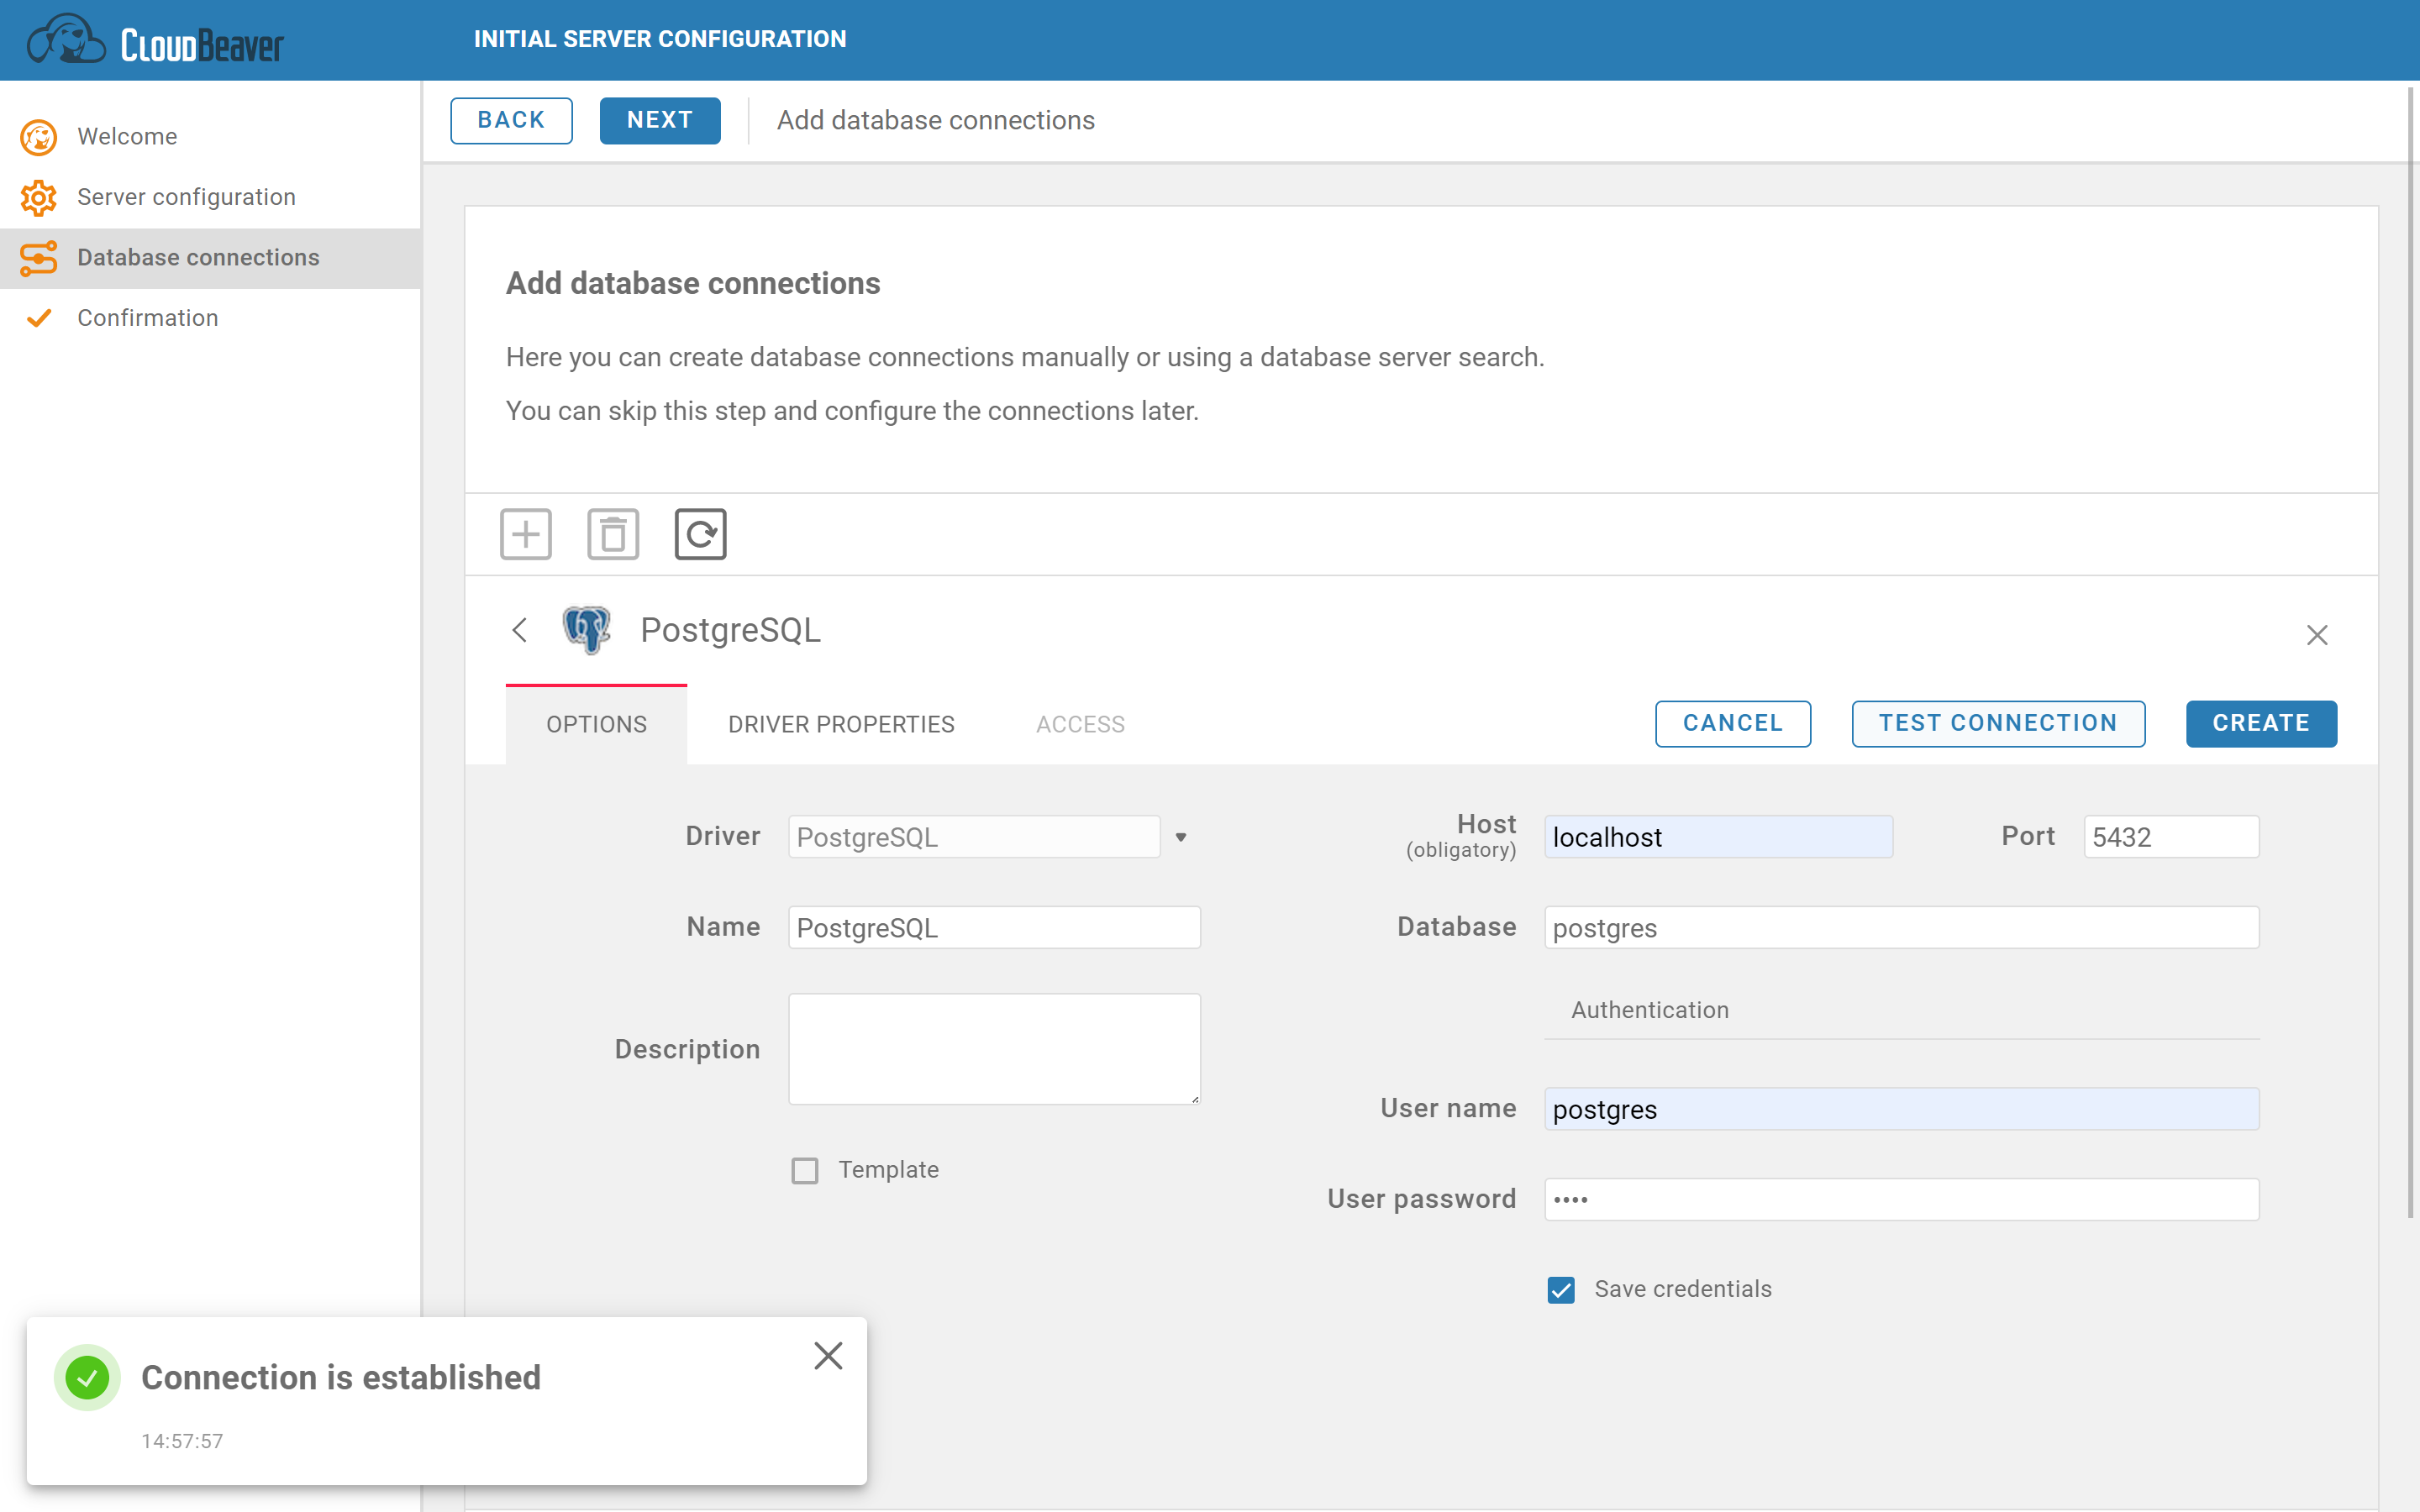 CLOUDBEAVER
INITIAL SERVER CONFIGURATION
Welcome
Server configuration
Database connections
Confirmation
BACK
NEXT
Add database connections
Add database connections
Here you can create database connections manually or using a database server search.
You can skip this step and configure the connections later.
PostgreSQL
OPTIONS
DRIVER PROPERTIES
ACCESS
CANCEL
TEST CONNECTION
CREATE
Driver
PostgreSQL
Host
(obligatory)
localhost
Port
5432
Name
PostgreSQL
Database
postgres
Description
Authentication
User name
postgres
Template
User password
••••
Save credentials
Connection is established
14:57:57